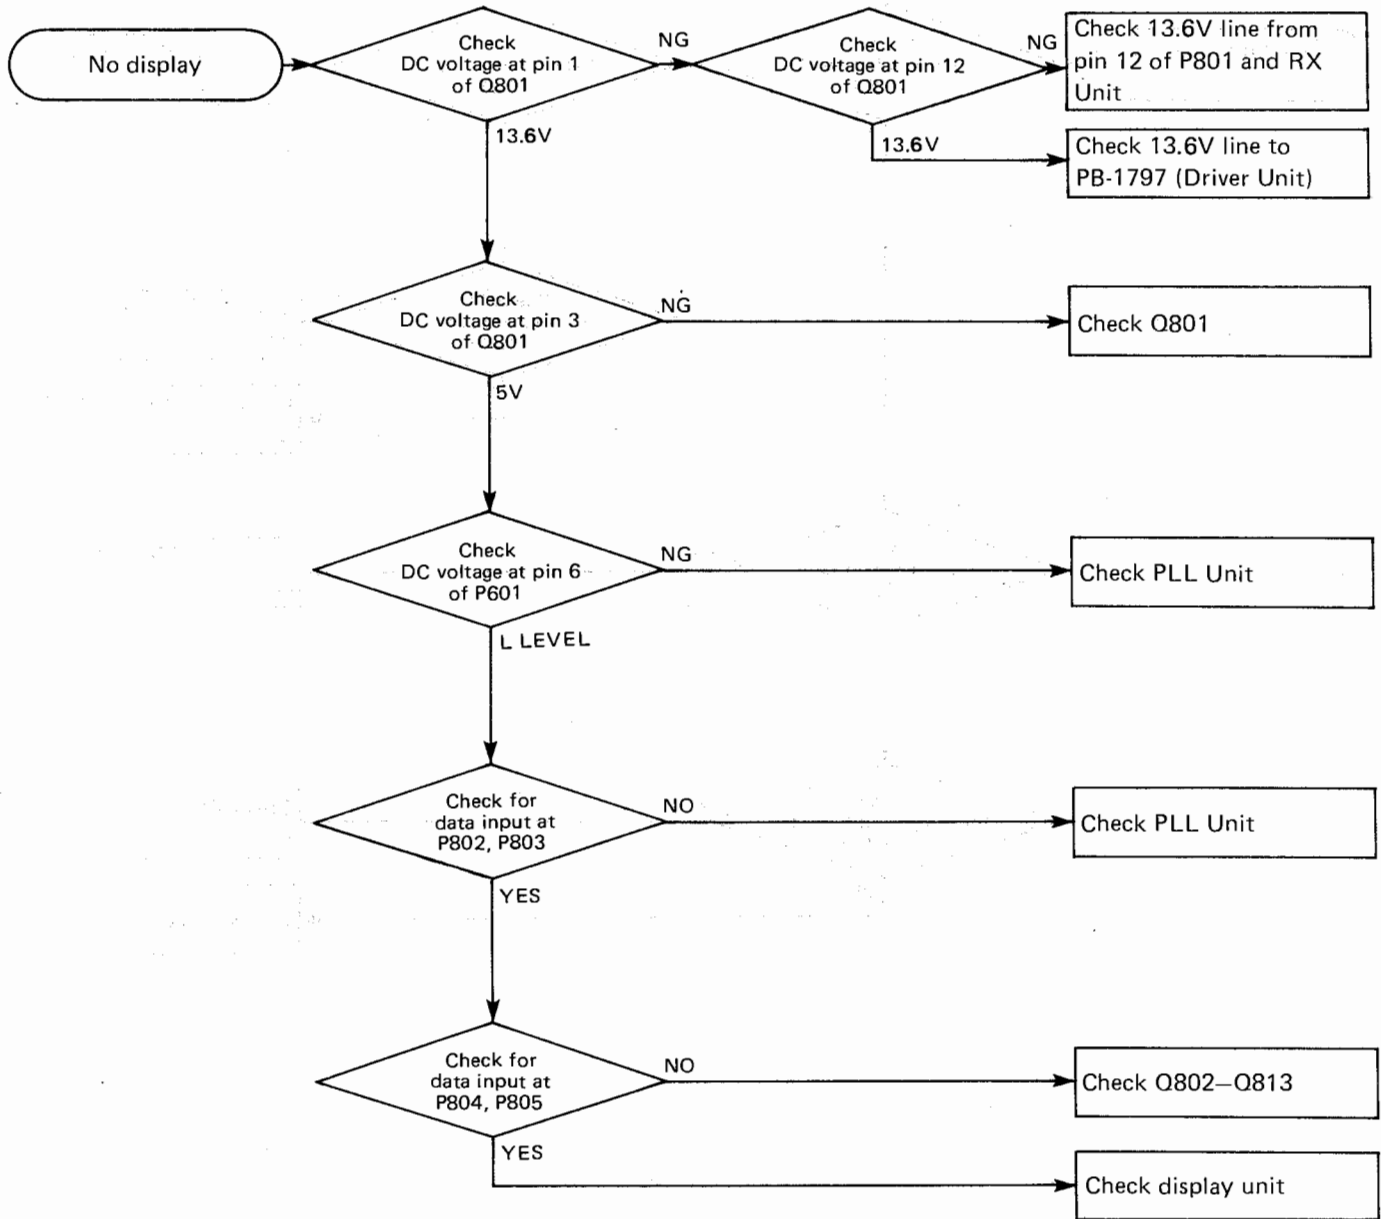 No display
Check
DC voltage at pin 1
of Q801
NG
Check
DC voltage at pin 12
of Q801
NG
Check 13.6V line from
pin 12 of P801 and RX
Unit
13.6V
13.6V
Check 13.6V line to
PB-1797 (Driver Unit)
Check
DC voltage at pin 3
of Q801
NG
Check Q801
5V
Check
DC voltage at pin 6
of P601
NG
Check PLL Unit
L LEVEL
Check for
data input at
P802, P803
NO
Check PLL Unit
YES
Check for
data input at
P804, P805
NO
Check Q802–Q813
YES
Check display unit